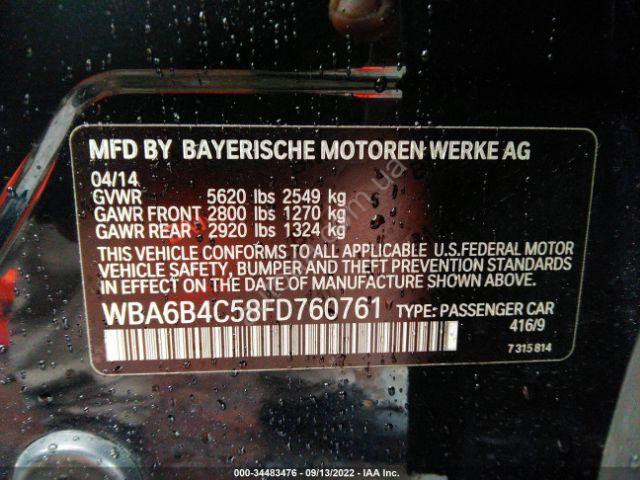 MFD BY BAYERISCHE MOTOREN WERKE AG
04/14
GVWR 5620 lbs 2549 kg
GAWR FRONT 2800 lbs 1270 kg
GAWR REAR 2920 lbs 1324 kg
THIS VEHICLE CONFORMS TO ALL APPLICABLE U.S.FEDERAL MOTOR
VEHICLE SAFETY, BUMPER AND THEFT PREVENTION STANDARDS
IN EFFECT ON THE DATE OF MANUFACTURE SHOWN ABOVE.
WBA6B4C58FD760761 TYPE: PASSENGER CAR
416/9
7 315 814
000-34483476 - 09/13/2022 - IAA Inc.